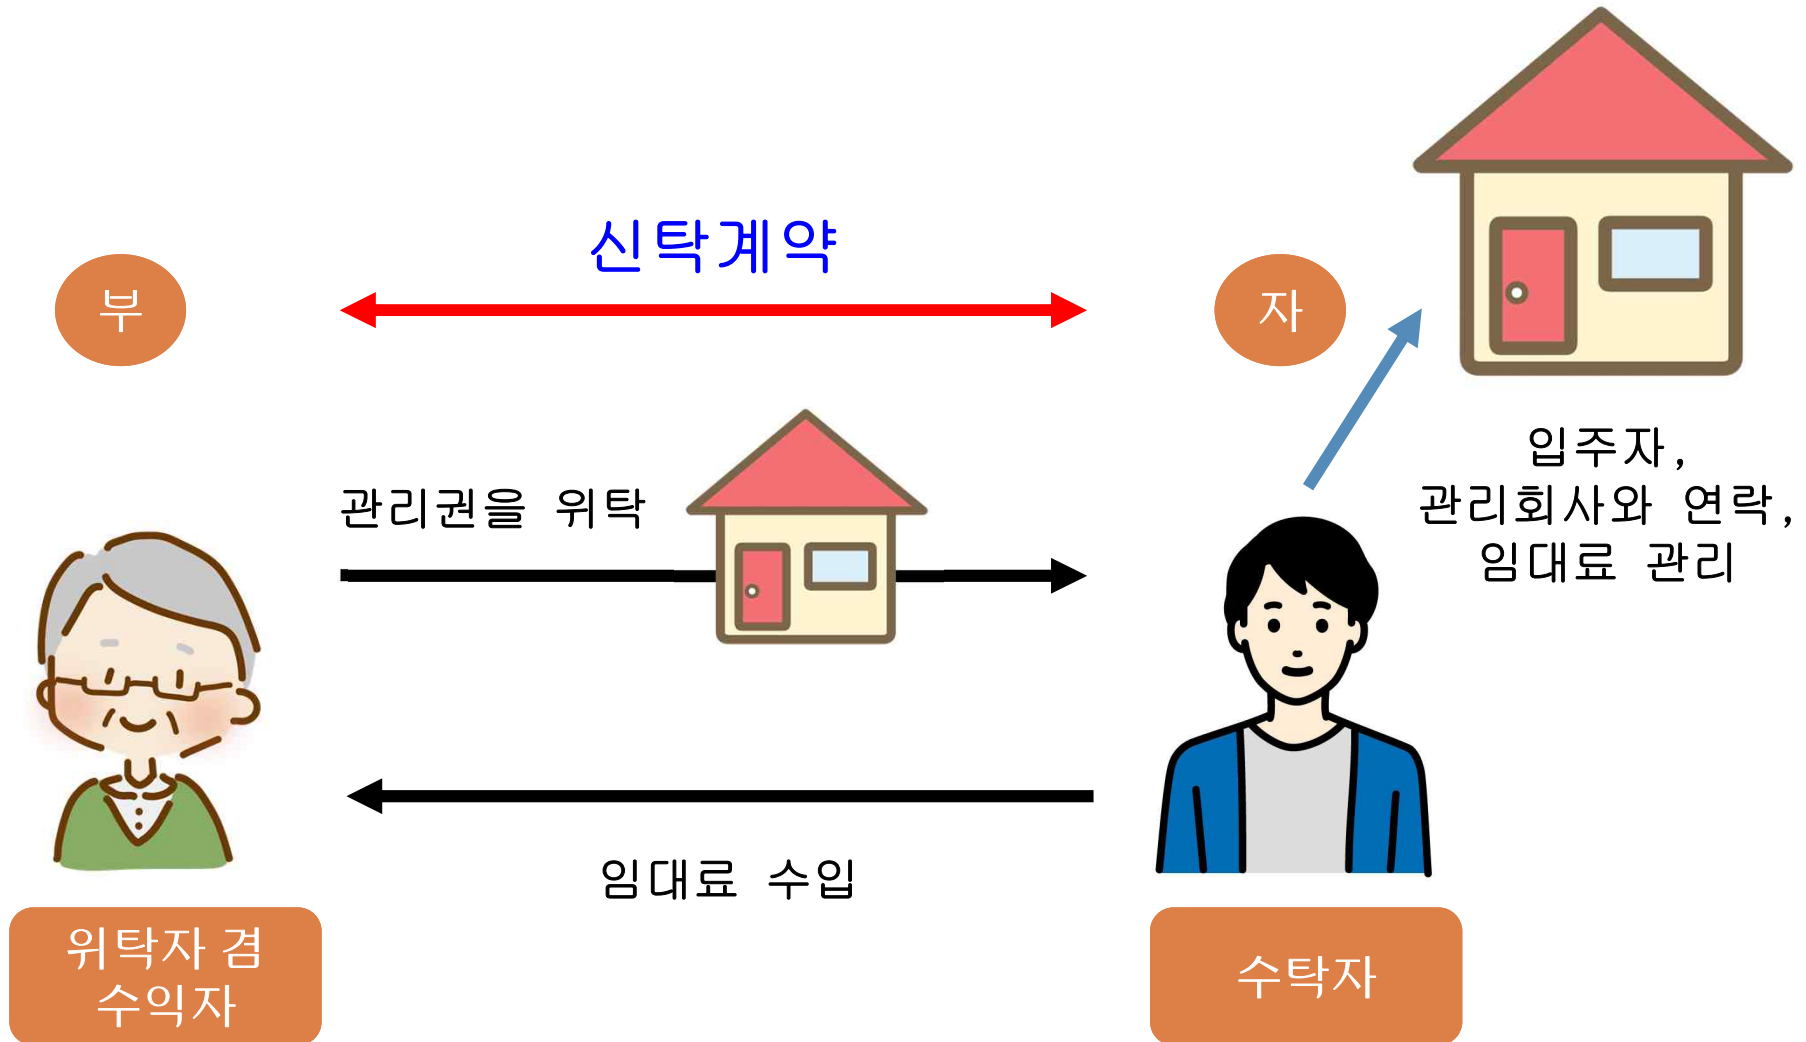 신탁계약
부
자
관리권을 위탁
입주자,
관리회사와 연락,
임대료 관리
임대료 수입
위탁자 겸
수익자
수탁자